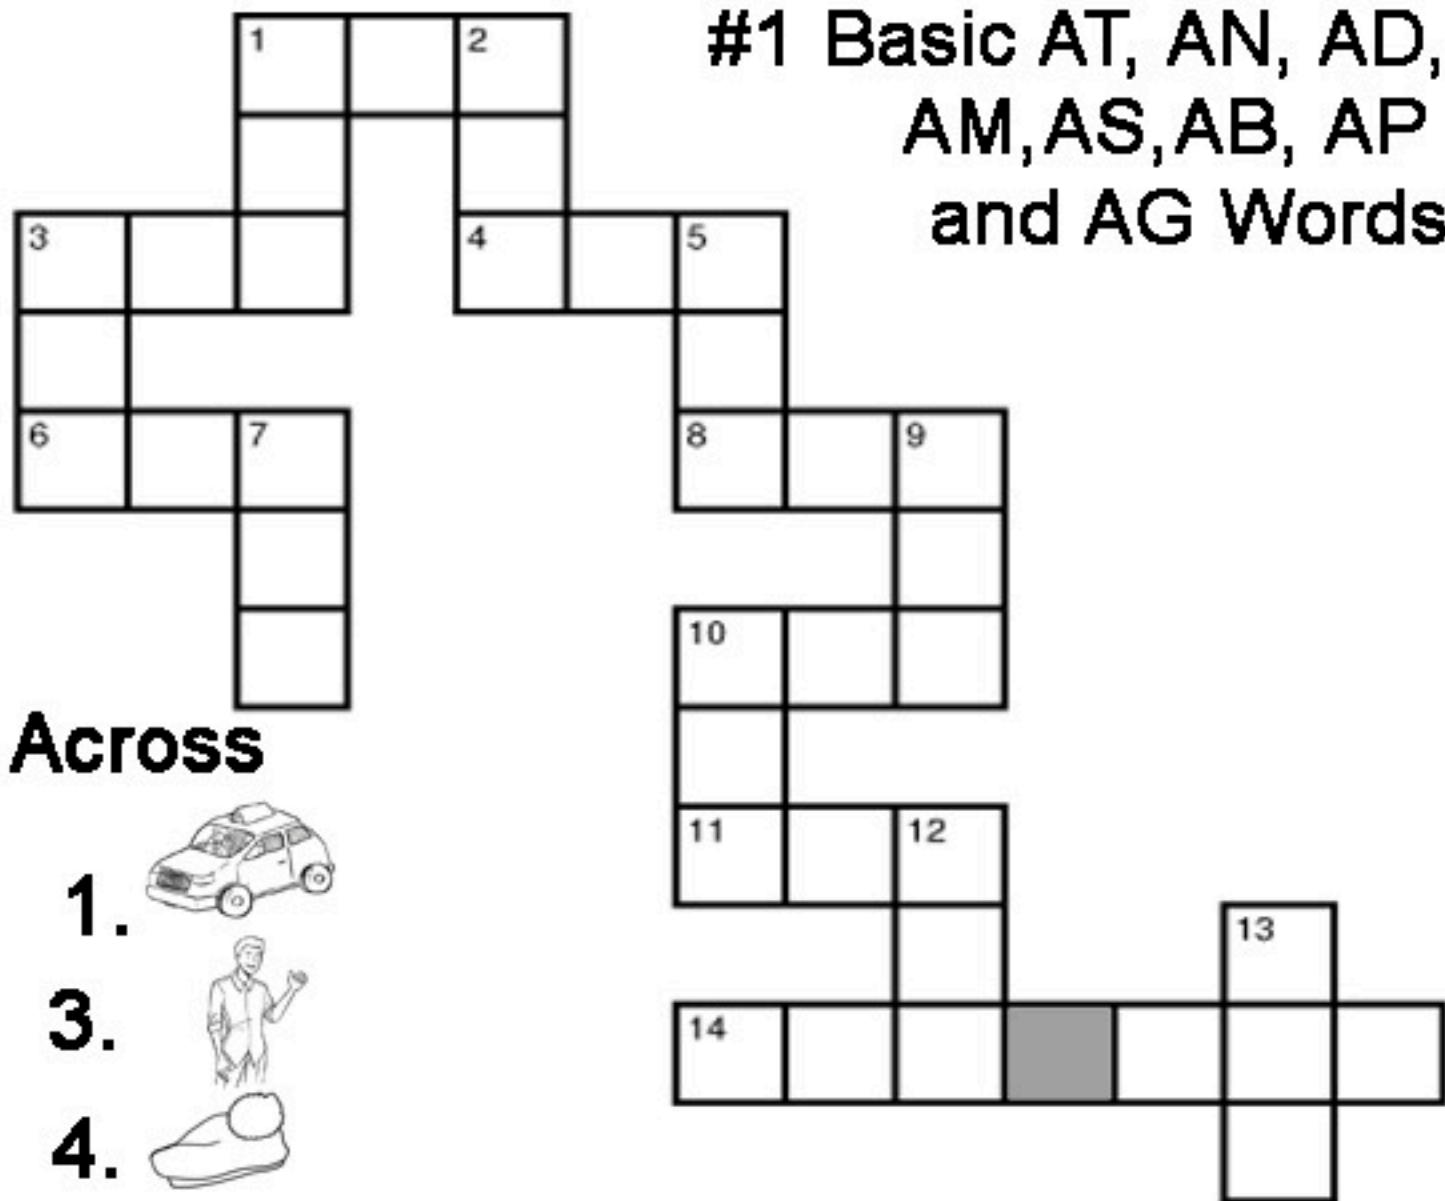 #1 Basic AT, AN, AD,
AM, AS, AB, AP
and AG Words
1 2
3 4 5
6 7 8 9
10
11 12
13
14
Across
1.
3.
4.